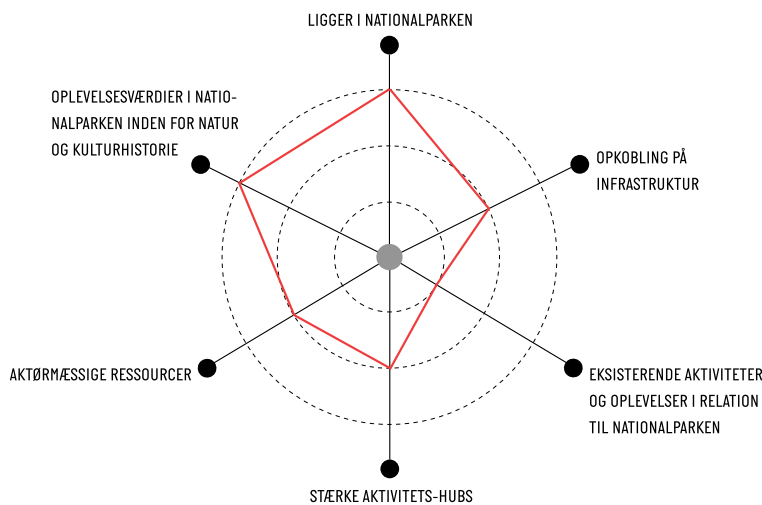 LIGGER I NATIONALPARKEN
OPLEVELSESVÆRDIER I NATIO-
NALPARKEN INDEN FOR NATUR
OG KULTURHISTORIE
OPKOBLING PÅ
INFRASTRUKTUR
AKTØRMÆSSIGE RESSOURCER
EKSISTERENDE AKTIVITETER
OG OPLEVELSER I RELATION
TIL NATIONALPARKEN
STÆRKE AKTIVITETS-HUBS